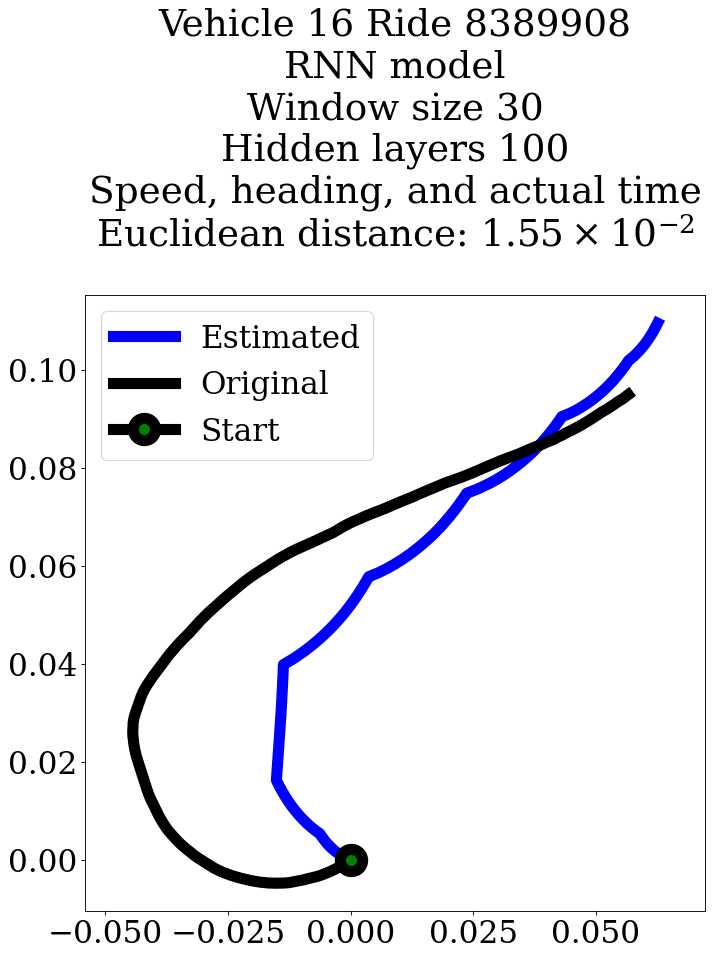 Vehicle 16 Ride 8389908
RNN model
Window size 30
Hidden layers 100
Speed, heading, and actual time
Euclidean distance: 1.55 × 10⁻²
Estimated
Original
Start
0.10
0.08
0.06
0.04
0.02
0.00
−0.050 −0.025 0.000 0.025 0.050